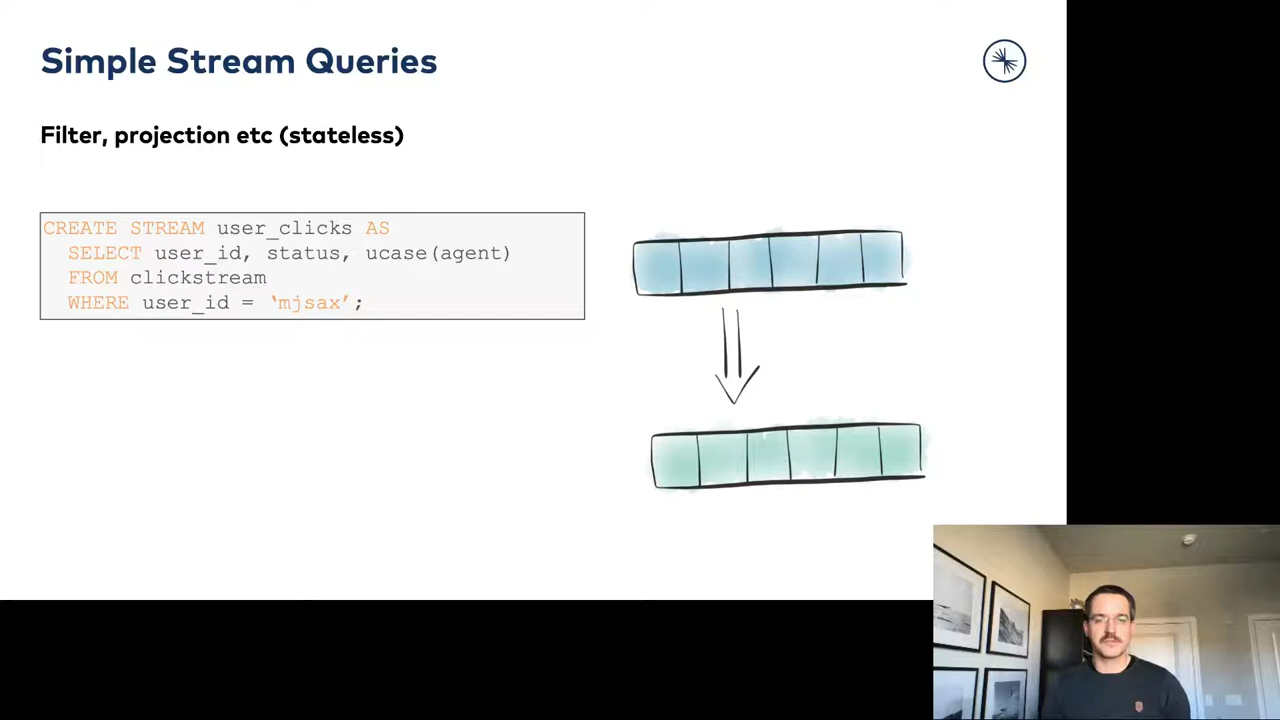 Simple Stream Queries
Filter, projection etc (stateless)
CREATE STREAM user_clicks AS
SELECT user_id, status, ucase(agent)
FROM clickstream
WHERE user_id = ‘mjsax’;